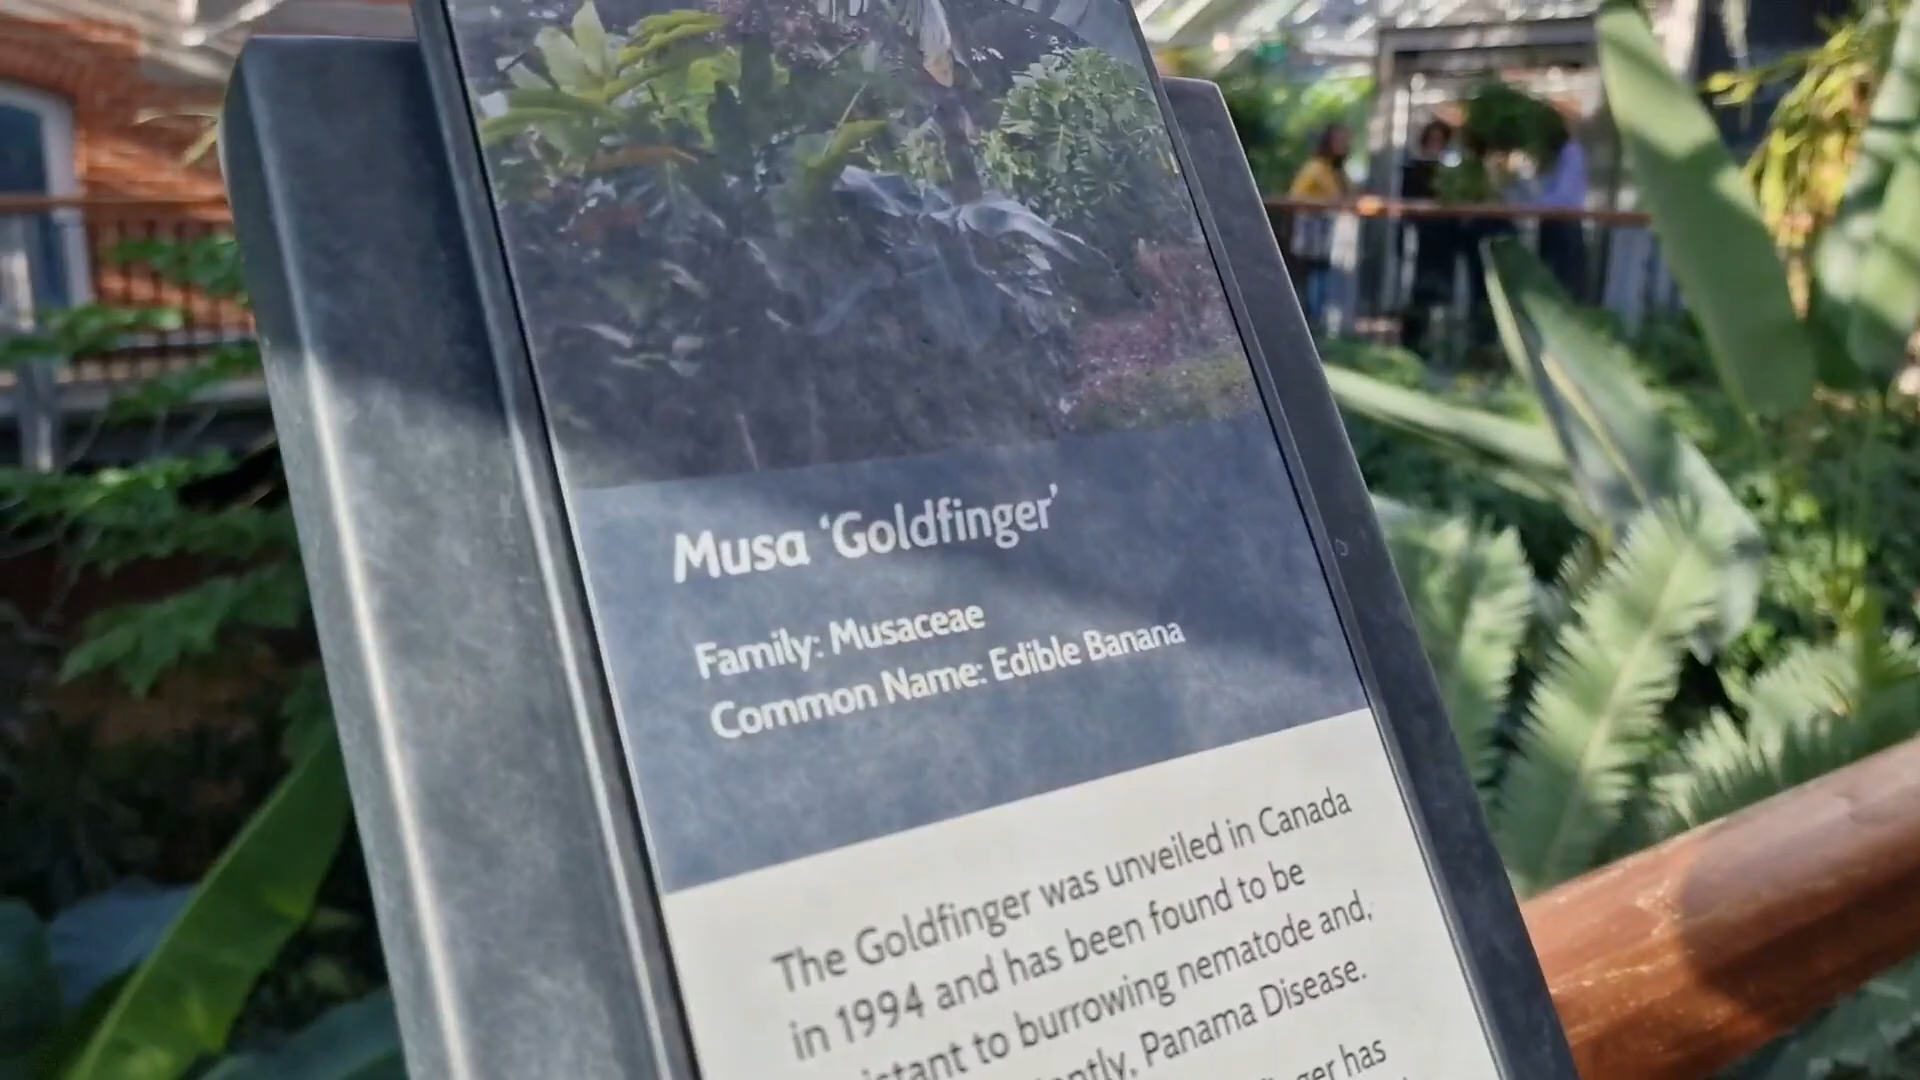 Musa ‘Goldfinger’
Family: Musaceae
Common Name: Edible Banana
The Goldfinger was unveiled in Canada
in 1994 and has been found to be
to burrowing nematode and,
Panama Disease.
has